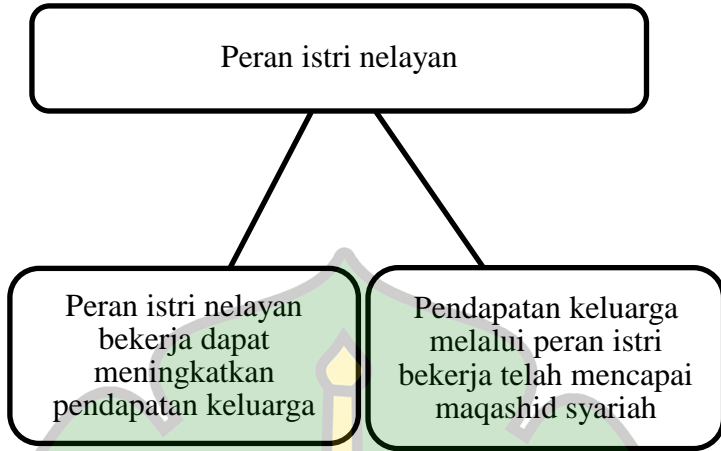 Peran istri nelayan
Peran istri nelayan
bekerja dapat
meningkatkan
pendapatan keluarga
Pendapatan keluarga
melalui peran istri
bekerja telah mencapai
maqashid syariah